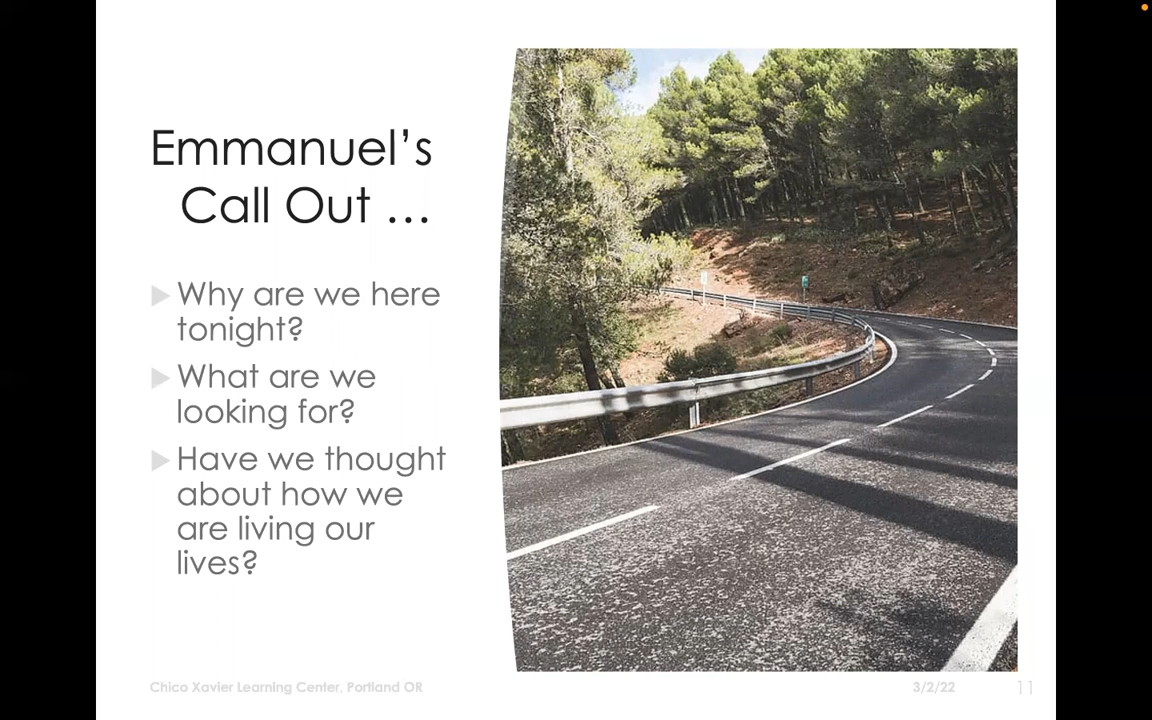 Emmanuel’s
Call Out …
Why are we here
tonight?
What are we
looking for?
Have we thought
about how we
are living our
lives?
Chico Xavier Learning Center, Portland OR
3/2/22
11